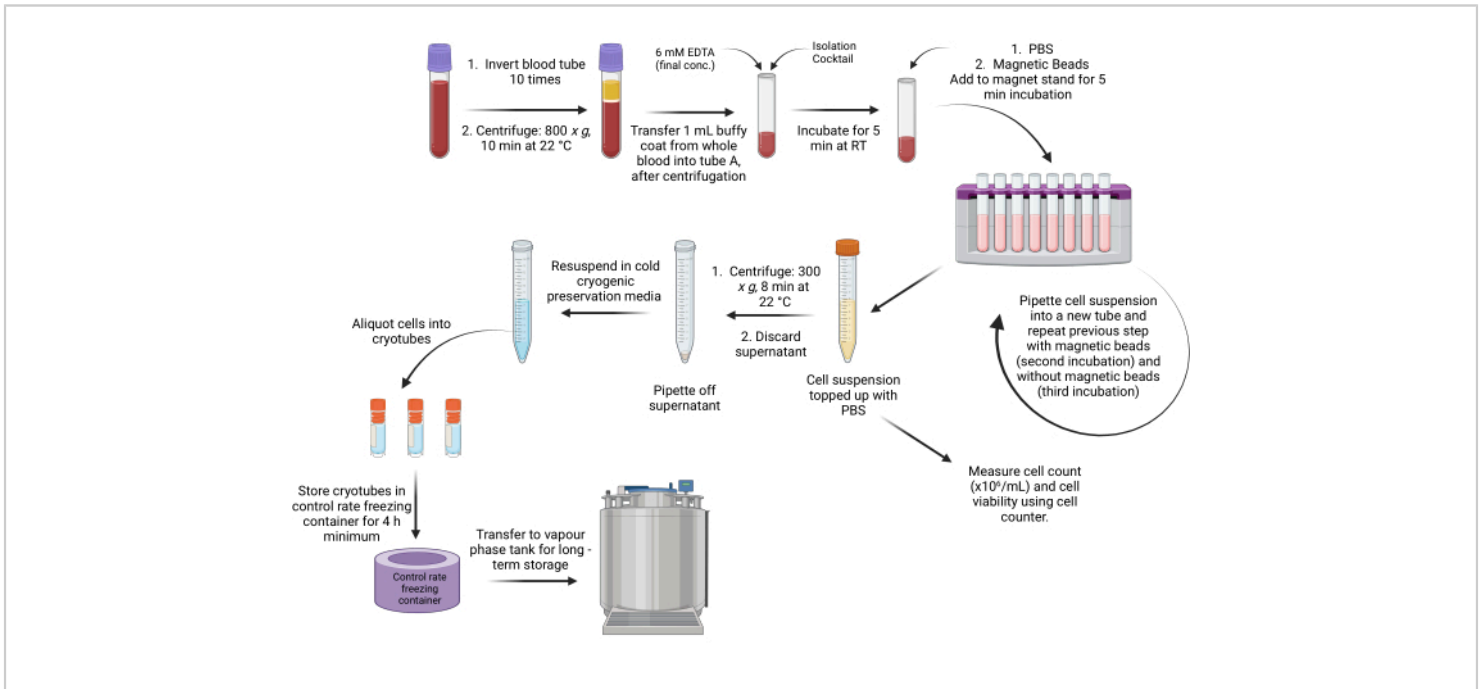 1. Invert blood tube
10 times
2. Centrifuge: 800 x g,
10 min at 22 °C
Transfer 1 mL buffy
coat from whole
blood into tube A,
after centrifugation
6 mM EDTA
(final conc.)
Isolation
Cocktail
Incubate for 5
min at RT
1. PBS
2. Magnetic Beads
Add to magnet stand for 5
min incubation
Pipette cell suspension
into a new tube and
repeat previous step
with magnetic beads
(second incubation) and
without magnetic beads
(third incubation)
Cell suspension
topped up with
PBS
Measure cell count
(x10⁶/mL) and cell
viability using cell
counter.
1. Centrifuge: 300
x g, 8 min at
22 °C
2. Discard
supernatant
Pipette off
supernatant
Resuspend in cold
cryogenic
preservation media
Aliquot cells into
cryotubes
Store cryotubes in
control rate freezing
container for 4 h
minimum
Control rate
freezing
container
Transfer to vapour
phase tank for long -
term storage